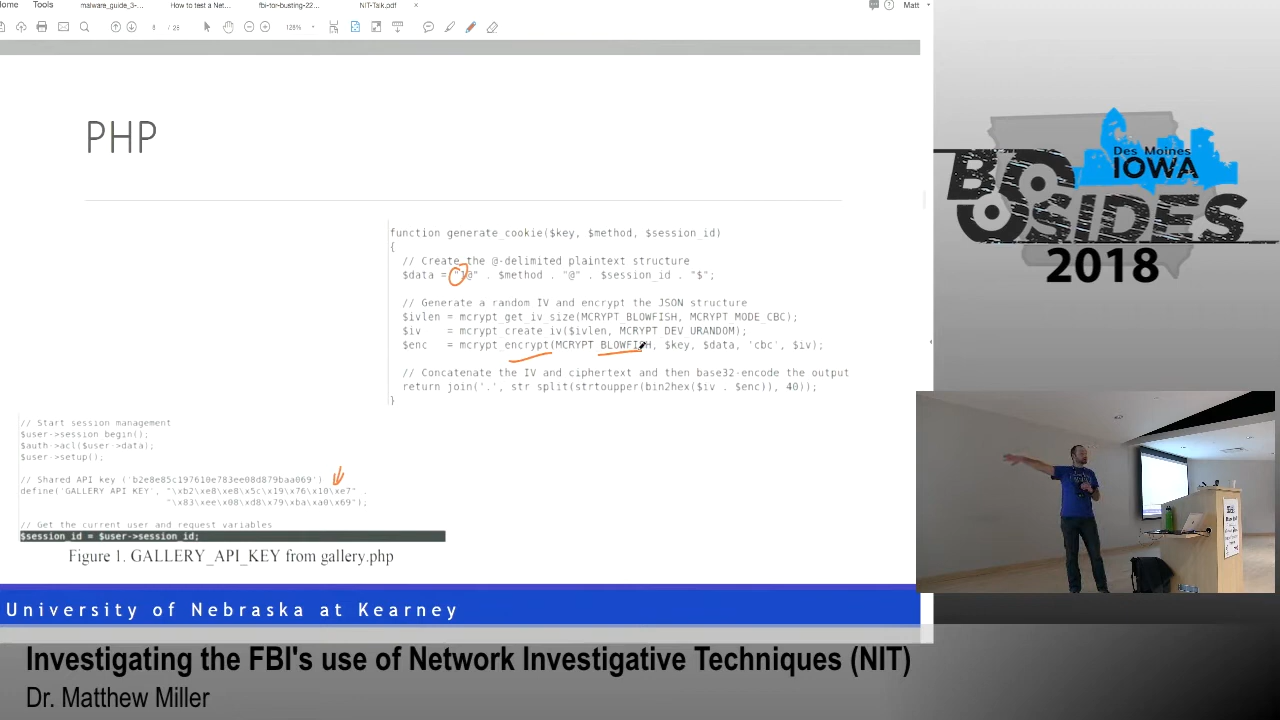 Home Tools malware_guide_3-... How to test a Net... fbi-tor-busting-22... NIT-Talk.pdf × Matt
8 / 26 128%
PHP
function generate_cookie($key, $method, $session_id)
{
// Create the @-delimited plaintext structure
$data = "1@" . $method . "@" . $session_id . "$";
// Generate a random IV and encrypt the JSON structure
$ivlen = mcrypt_get_iv_size(MCRYPT_BLOWFISH, MCRYPT_MODE_CBC);
$iv = mcrypt_create_iv($ivlen, MCRYPT_DEV_URANDOM);
$enc = mcrypt_encrypt(MCRYPT_BLOWFISH, $key, $data, 'cbc', $iv);
// Concatenate the IV and ciphertext and then base32-encode the output
return join('.', str_split(strtoupper(bin2hex($iv . $enc)), 40));
}
// Start session management
$user->session_begin();
$auth->acl($user->data);
$user->setup();
// Shared API key ('b2e8e85c197610e783ee08d879baa069')
define('GALLERY_API_KEY', "\xb2\xe8\xe8\x5c\x19\x76\x10\xe7" .
"\x83\xee\x08\xd8\x79\xba\xa0\x69");
// Get the current user and request variables
$session_id = $user->session_id;
Figure 1. GALLERY_API_KEY from gallery.php
University of Nebraska at Kearney
Des Moines
IOWA
BSIDES
2018
Investigating the FBI's use of Network Investigative Techniques (NIT)
Dr. Matthew Miller